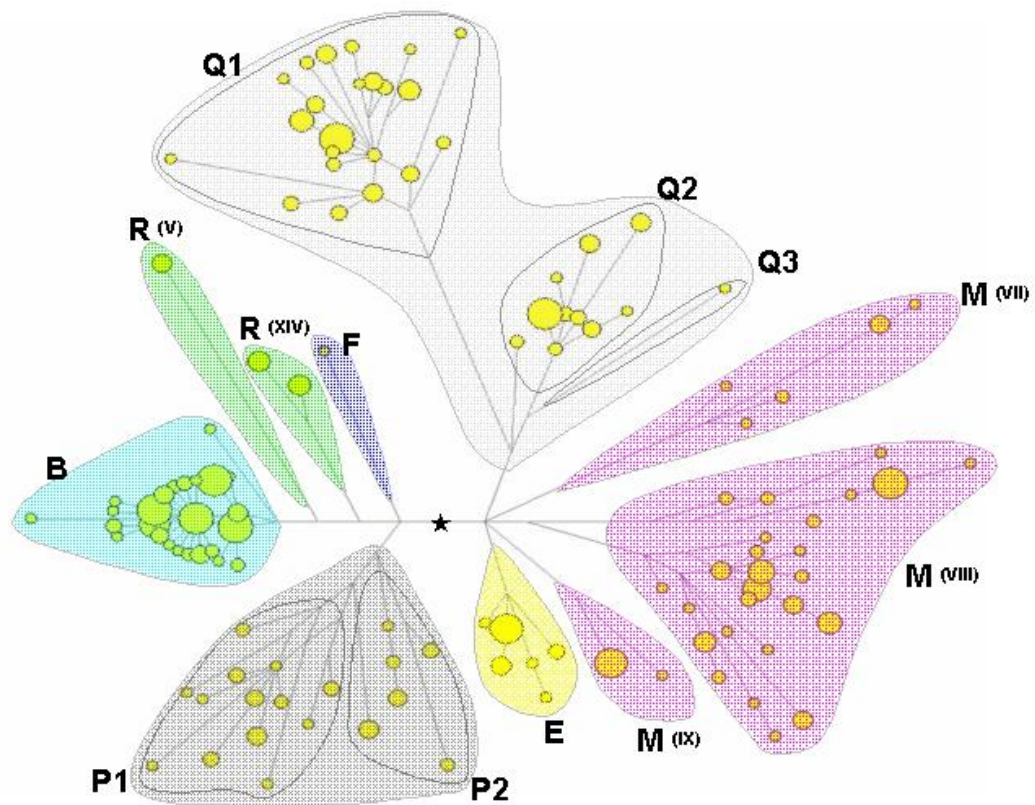 Q1
Q2
R (V)
Q3
M (VII)
R (XIV)
F
B
M (VIII)
E
M (IX)
P1
P2